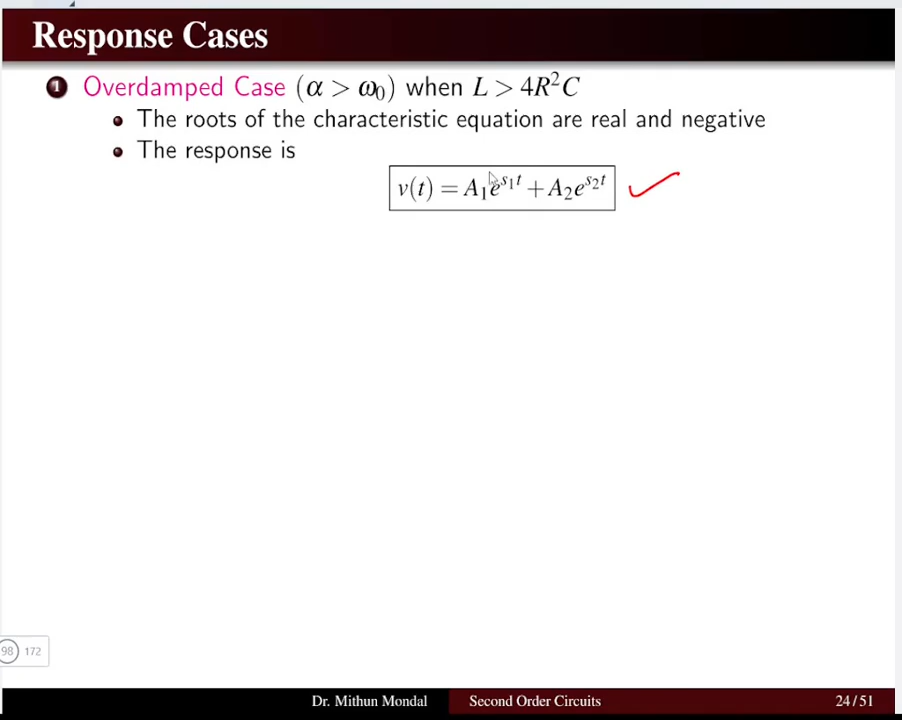 Response Cases
1 Overdamped Case (α > ω₀) when L > 4R²C
The roots of the characteristic equation are real and negative
The response is
v(t) = A₁e^{s₁t} + A₂e^{s₂t}
98 172
Dr. Mithun Mondal Second Order Circuits 24/51